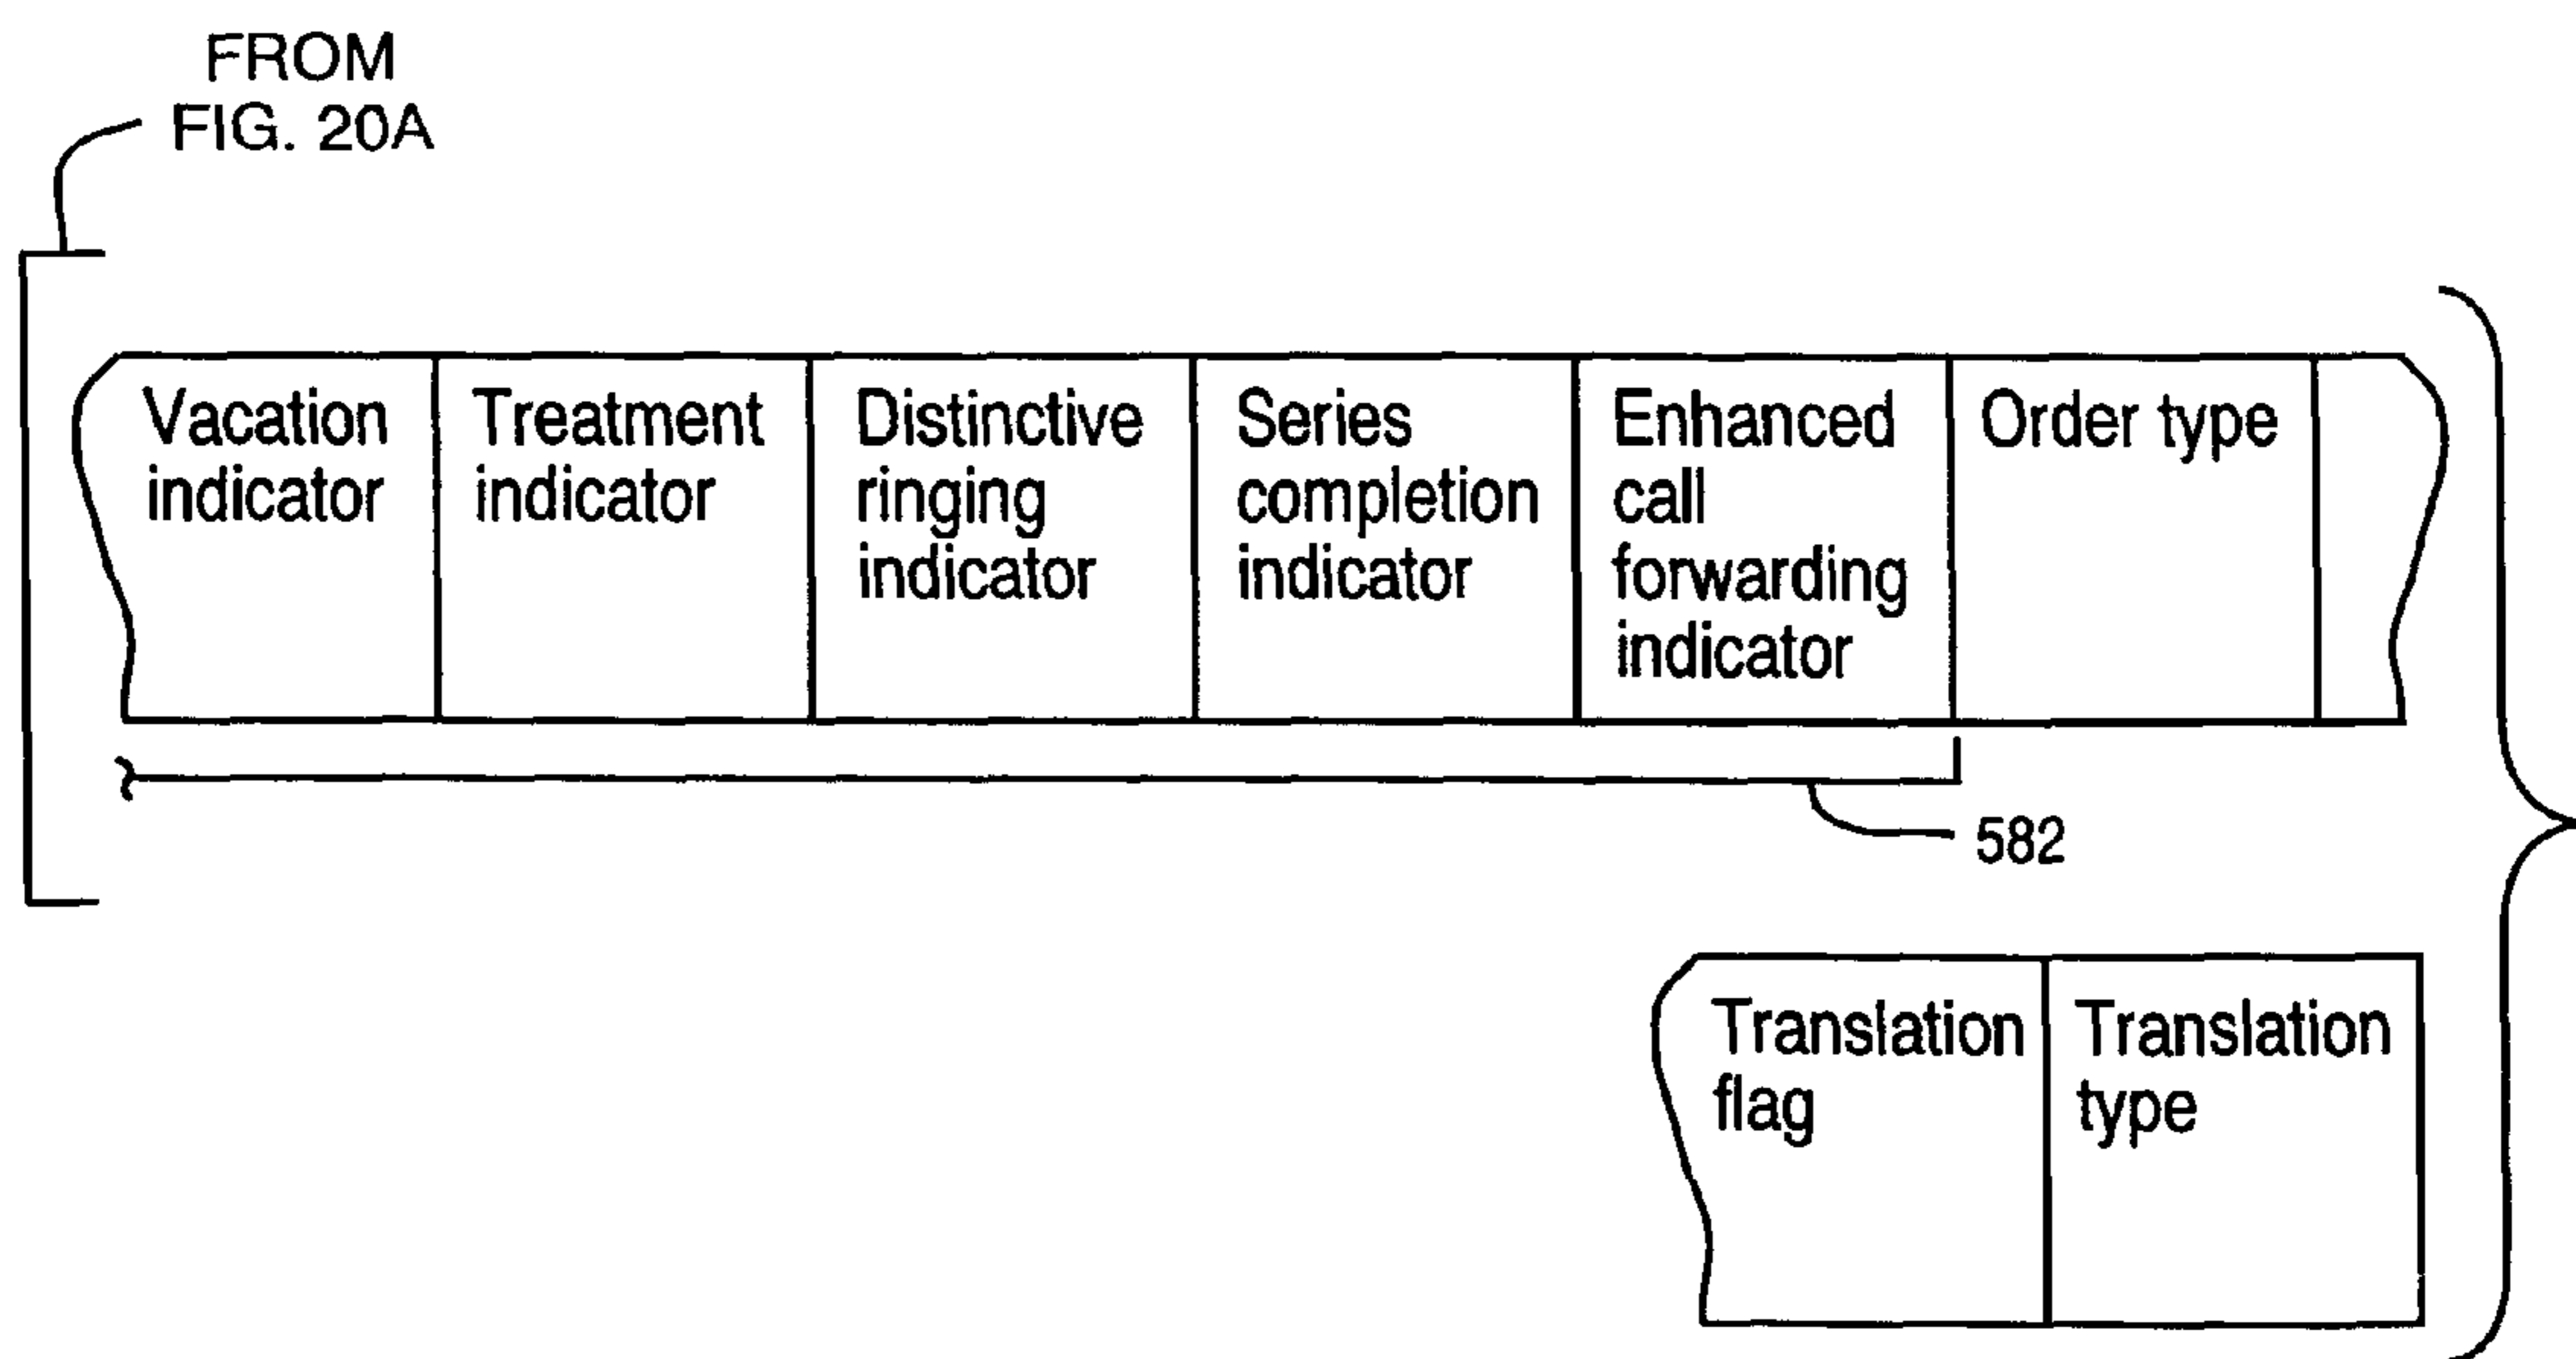 FROM
FIG. 20A
Vacation
indicator
Treatment
indicator
Distinctive
ringing
indicator
Series
completion
indicator
Enhanced
call
forwarding
indicator
Order type
582
Translation
flag
Translation
type